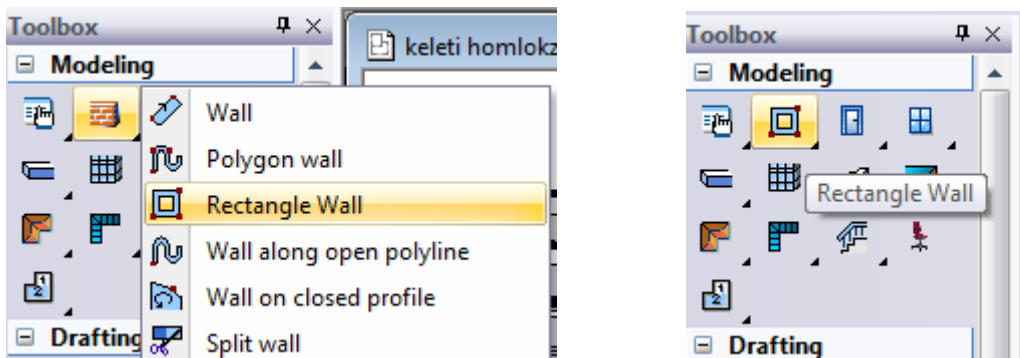 Toolbox
Modeling
keleti homlokz
Wall
Polygon wall
Rectangle Wall
Wall along open polyline
Wall on closed profile
Split wall
Drafting
Toolbox
Modeling
Rectangle Wall
Drafting